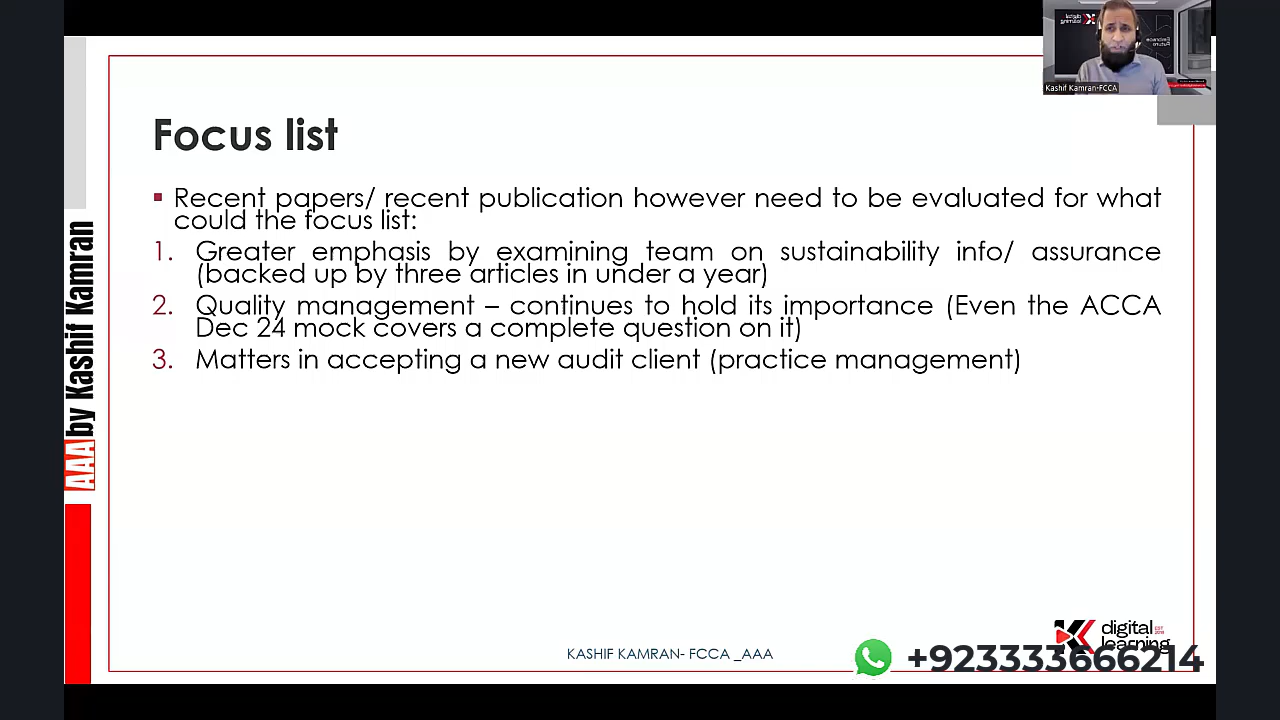 Kashif Kamran-FCCA
Focus list
Recent papers/ recent publication however need to be evaluated for what
could the focus list:
1. Greater emphasis by examining team on sustainability info/ assurance
(backed up by three articles in under a year)
2. Quality management – continues to hold its importance (Even the ACCA
Dec 24 mock covers a complete question on it)
3. Matters in accepting a new audit client (practice management)
AAA by Kashif Kamran
KASHIF KAMRAN- FCCA _AAA
digital
learning
+923333666214